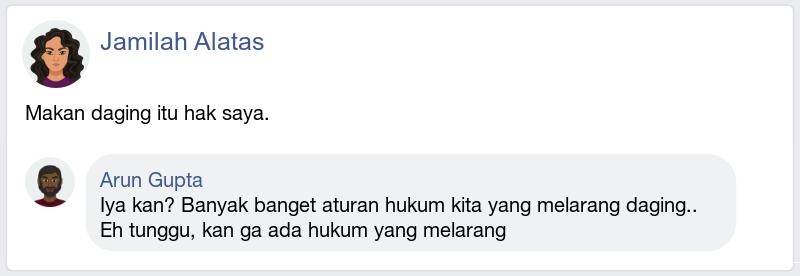 Jamilah Alatas
Makan daging itu hak saya.
Arun Gupta
Iya kan? Banyak banget aturan hukum kita yang melarang daging..
Eh tunggu, kan ga ada hukum yang melarang